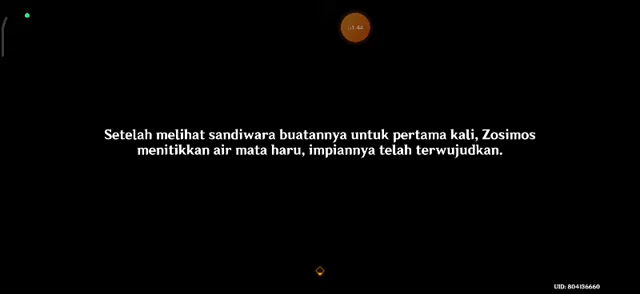 Setelah melihat sandiwara buatannya untuk pertama kali, Zosimos
menitikkan air mata haru, impiannya telah terwujudkan.
UID: 804136660